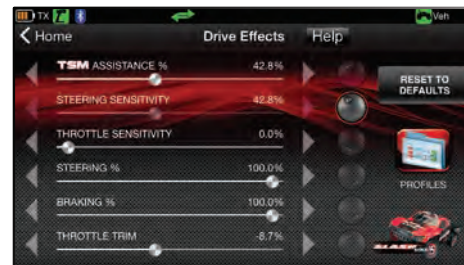 TX
Veh
Home
Drive Effects
Help
TSM ASSISTANCE % 42.8%
RESET TO DEFAULTS
STEERING SENSITIVITY 42.8%
THROTTLE SENSITIVITY 0.0%
STEERING % 100.0%
PROFILES
BRAKING % 100.0%
THROTTLE TRIM -8.7%
SLASH